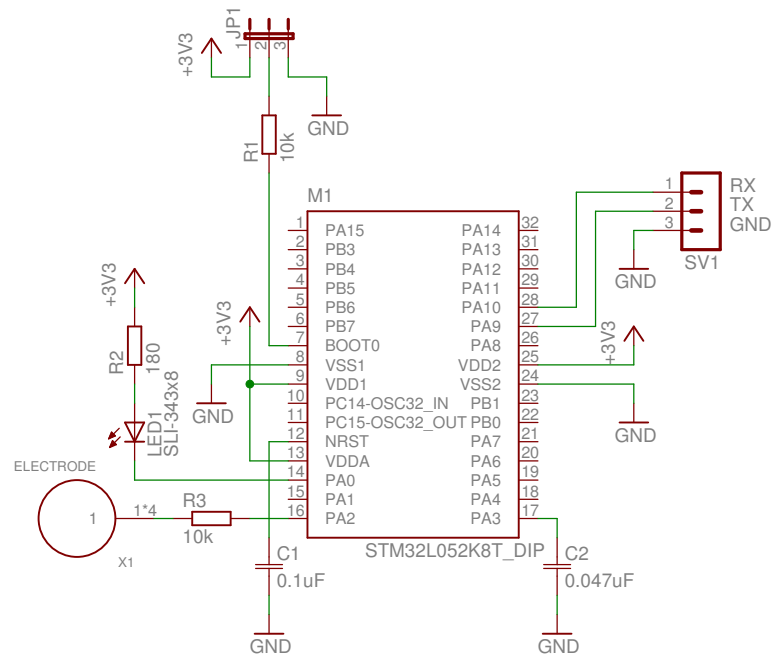 JP1
1
2
3
+3V3
GND
R1
10k
M1
1 PA15
2 PB3
3 PB4
4 PB5
5 PB6
6 PB7
7 BOOT0
8 VSS1
9 VDD1
10 PC14-OSC32_IN
11 PC15-OSC32_OUT
12 NRST
13 VDDA
14 PA0
15 PA1
16 PA2
PA14 32
PA13 31
PA12 30
PA11 29
PA10 28
PA9 27
PA8 26
VDD2 25
VSS2 24
PB1 23
PB0 22
PA7 21
PA6 20
PA5 19
PA4 18
PA3 17
STM32L052K8T_DIP
1 RX
2 TX
3 GND
SV1
GND
+3V3
GND
+3V3
R2
180
LED1
SLI-343x8
+3V3
GND
ELECTRODE
1
1*4
X1
R3
10k
C1
0.1uF
GND
C2
0.047uF
GND